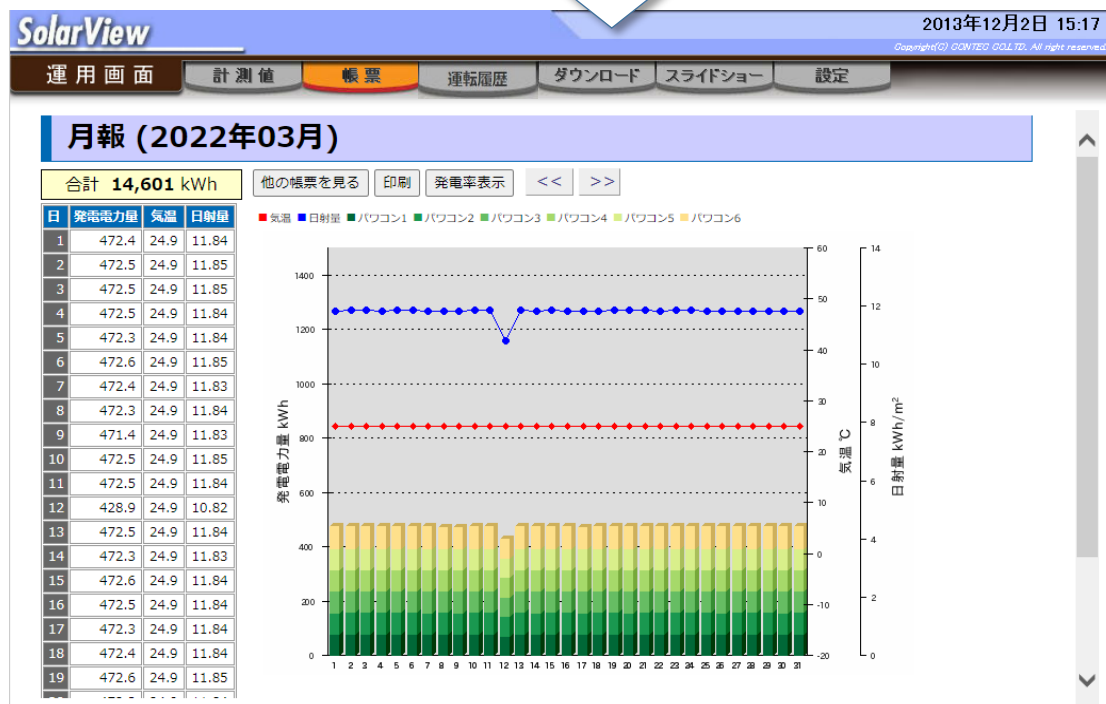 SolarView
2013年12月2日 15:17
Copyright(C) CONTEC CO.,LTD. All right reserved.
運用画面 計測値 帳票 運転履歴 ダウンロード スライドショー 設定
月報 (2022年03月)
合計 14,601 kWh 他の帳票を見る 印刷 発電率表示 << >>
日 発電電力量 気温 日射量
1 472.4 24.9 11.84
2 472.5 24.9 11.85
3 472.5 24.9 11.85
4 472.5 24.9 11.84
5 472.3 24.9 11.84
6 472.6 24.9 11.85
7 472.4 24.9 11.83
8 472.3 24.9 11.84
9 471.4 24.9 11.83
10 472.5 24.9 11.85
11 472.5 24.9 11.84
12 428.9 10.82 24.9
13 472.5 24.9 11.84
14 472.3 24.9 11.83
15 472.6 24.9 11.84
16 472.5 24.9 11.84
17 472.3 24.9 11.84
18 472.4 24.9 11.84
19 472.6 24.9 11.85
気温 日射量 パワコン1 パワコン2 パワコン3 パワコン4 パワコン5 パワコン6
発電電力量 kWh
1400
1200
1000
800
600
400
200
0
1 2 3 4 5 6 7 8 9 10 11 12 13 14 15 16 17 18 19 20 21 22 23 24 25 26 27 28 29 30 31
60
50
40
30
20
10
0
-10
-20
気温 ℃
14
12
10
8
6
4
2
0
日射量 kWh/m²